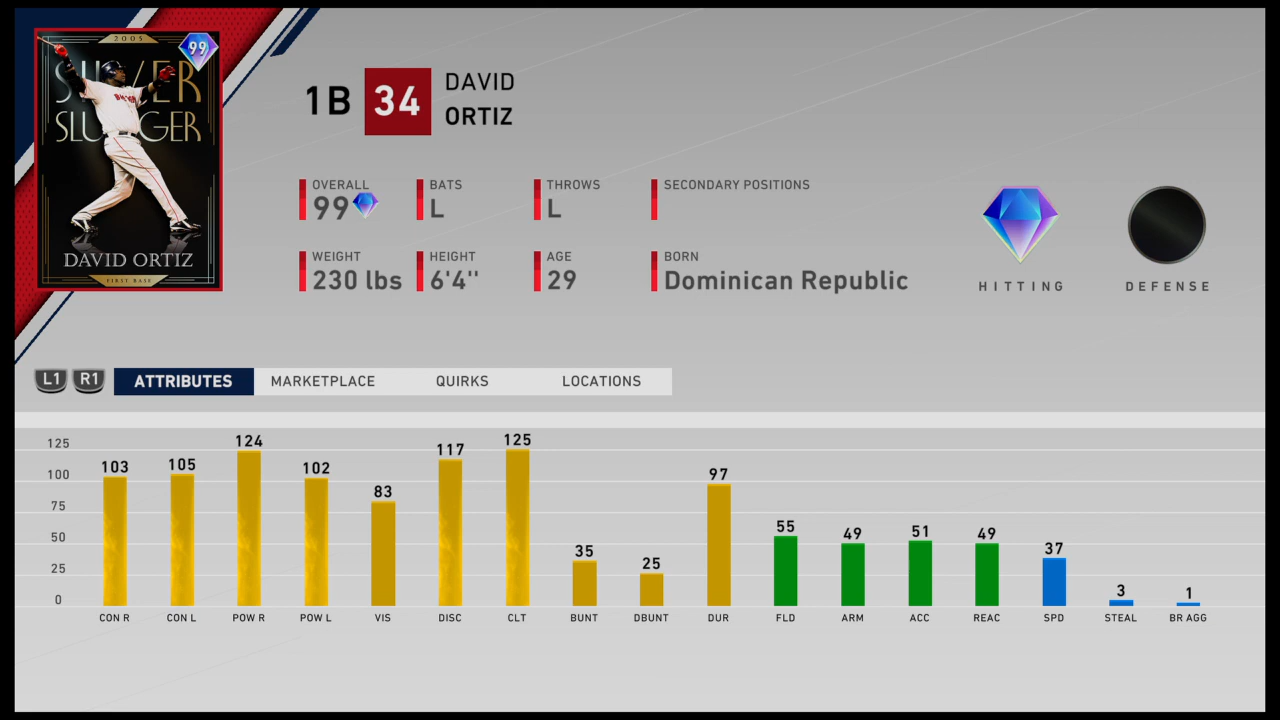 2005
99
SILVER
SLUGGER
DAVID ORTIZ
FIRST BASE
1B
34
DAVID
ORTIZ
OVERALL
99
BATS
L
THROWS
L
SECONDARY POSITIONS
WEIGHT
230 lbs
HEIGHT
6'4''
AGE
29
BORN
Dominican Republic
HITTING
DEFENSE
L1 R1 ATTRIBUTES MARKETPLACE QUIRKS LOCATIONS
125
100
75
50
25
0
103 105 124 102 83 117 125 35 25 97 55 49 51 49 37 3 1
CON R CON L POW R POW L VIS DISC CLT BUNT DBUNT DUR FLD ARM ACC REAC SPD STEAL BR AGG